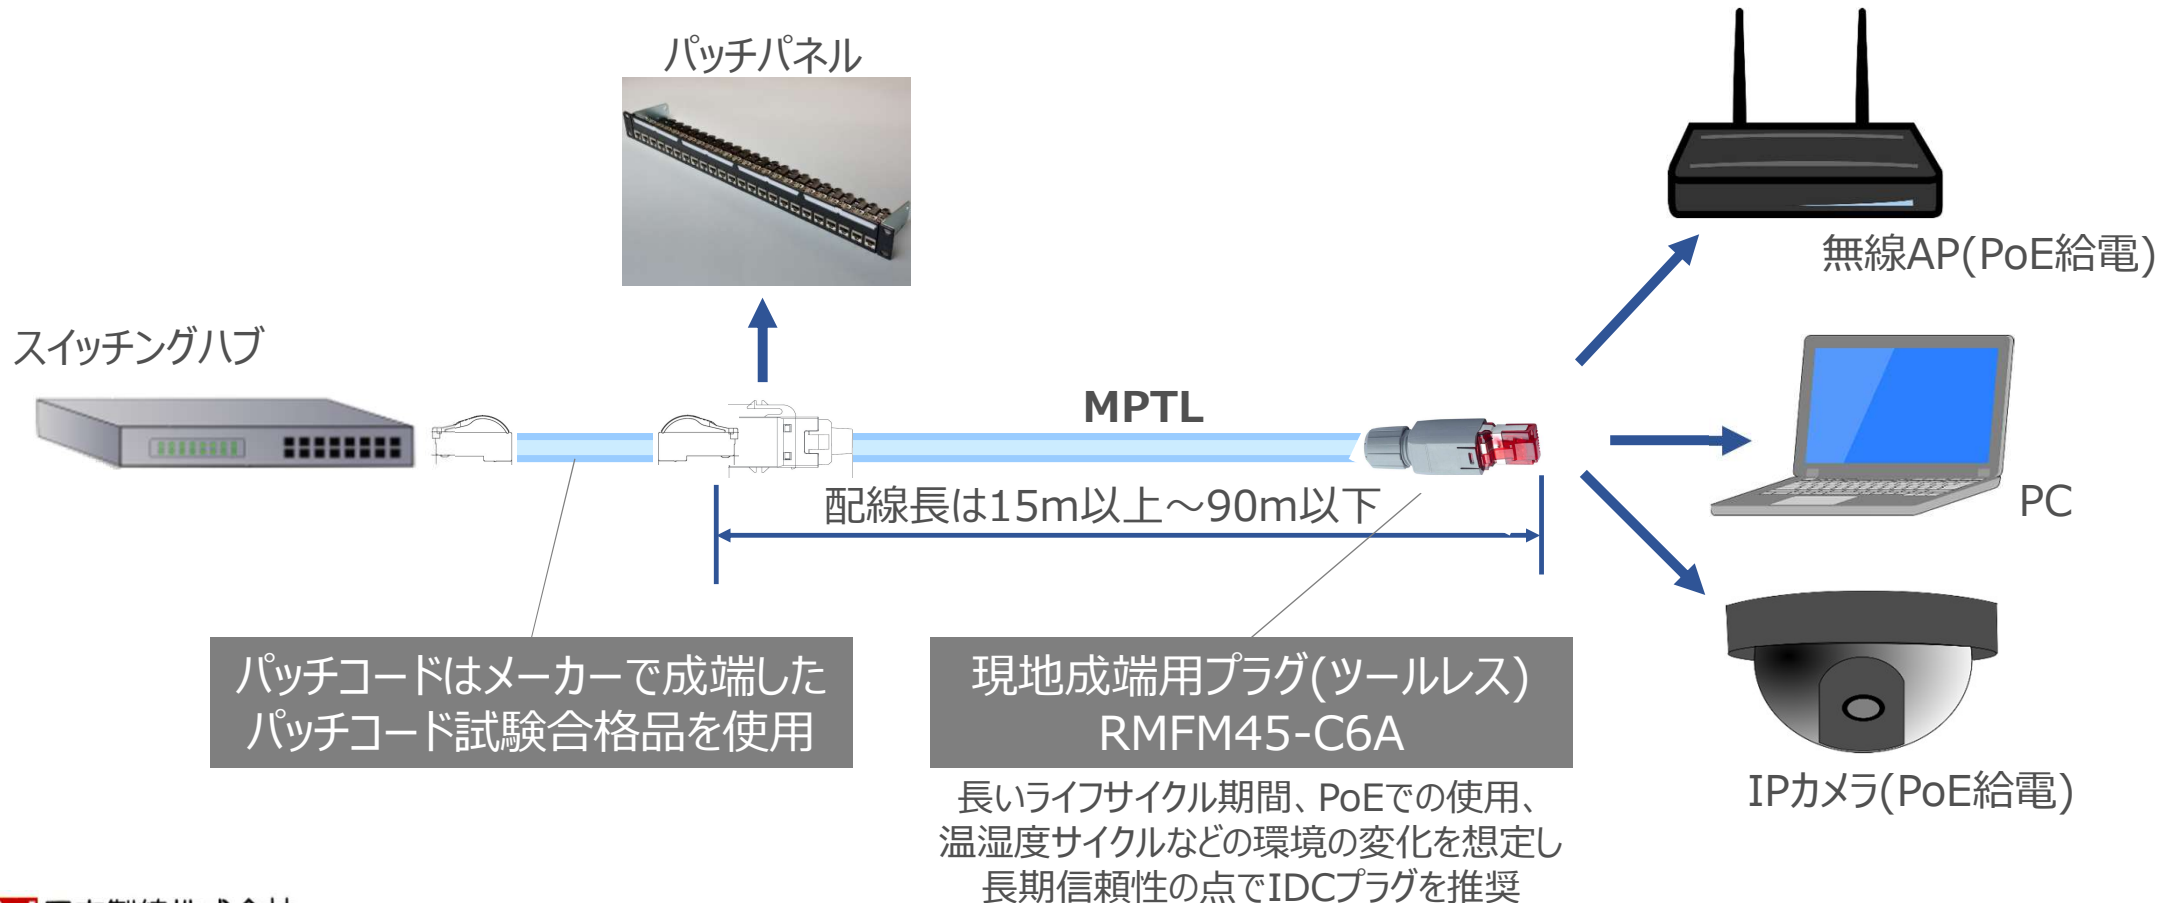 パッチパネル
無線AP(PoE給電)
スイッチングハブ
MPTL
配線長は15m以上～90m以下
PC
パッチコードはメーカーで成端した
パッチコード試験合格品を使用
現地成端用プラグ(ツールレス)
RMFM45-C6A
IPカメラ(PoE給電)
長いライフサイクル期間、PoEでの使用、
温湿度サイクルなどの環境の変化を想定し
長期信頼性の点でIDCプラグを推奨